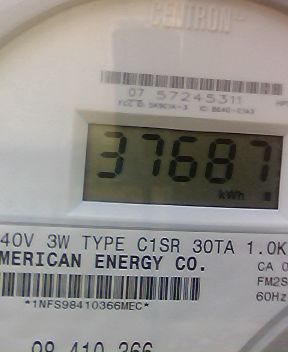 CENTRON
07 57245311
37687
kWh
40V 3W TYPE C1SR 30TA 1.0K
MERICAN ENERGY CO.
CA 0
*1NFS98410366MEC*
FM2S
60Hz
98 410 366